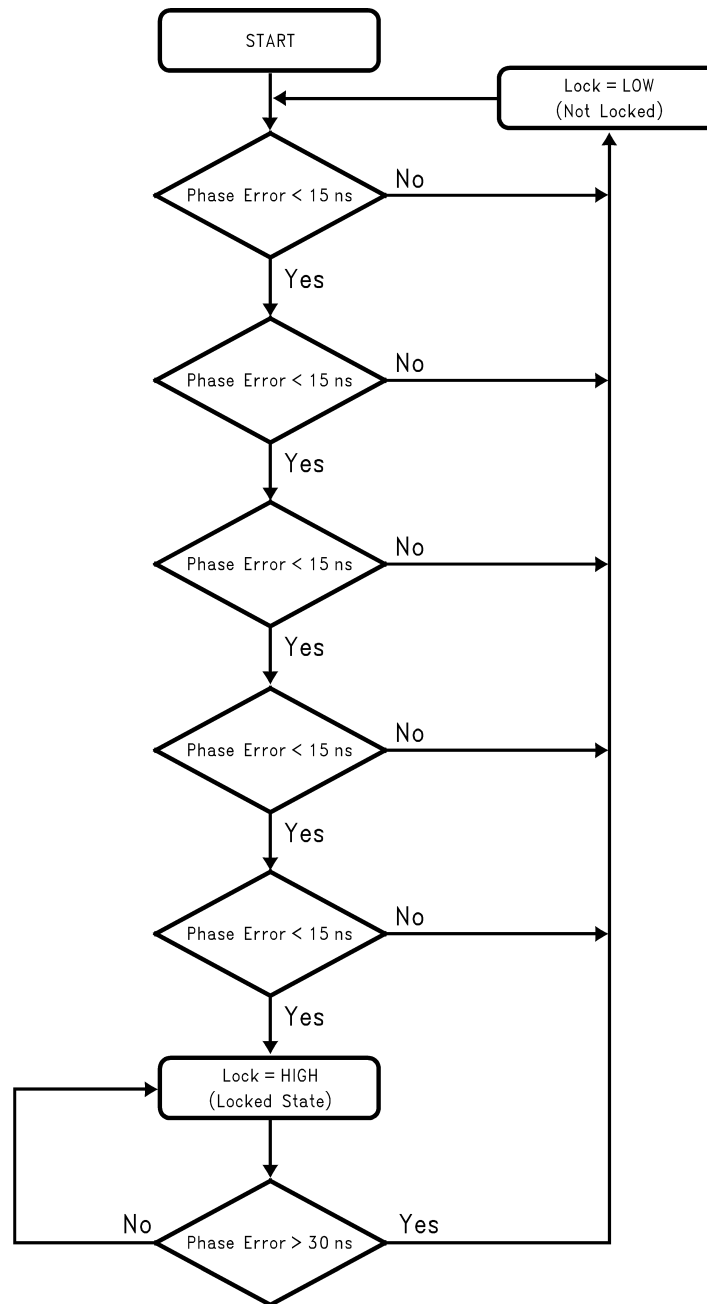 START
Lock = LOW
(Not Locked)
Phase Error < 15 ns
No
Yes
Phase Error < 15 ns
No
Yes
Phase Error < 15 ns
No
Yes
Phase Error < 15 ns
No
Yes
Phase Error < 15 ns
No
Yes
Lock = HIGH
(Locked State)
No
Phase Error > 30 ns
Yes